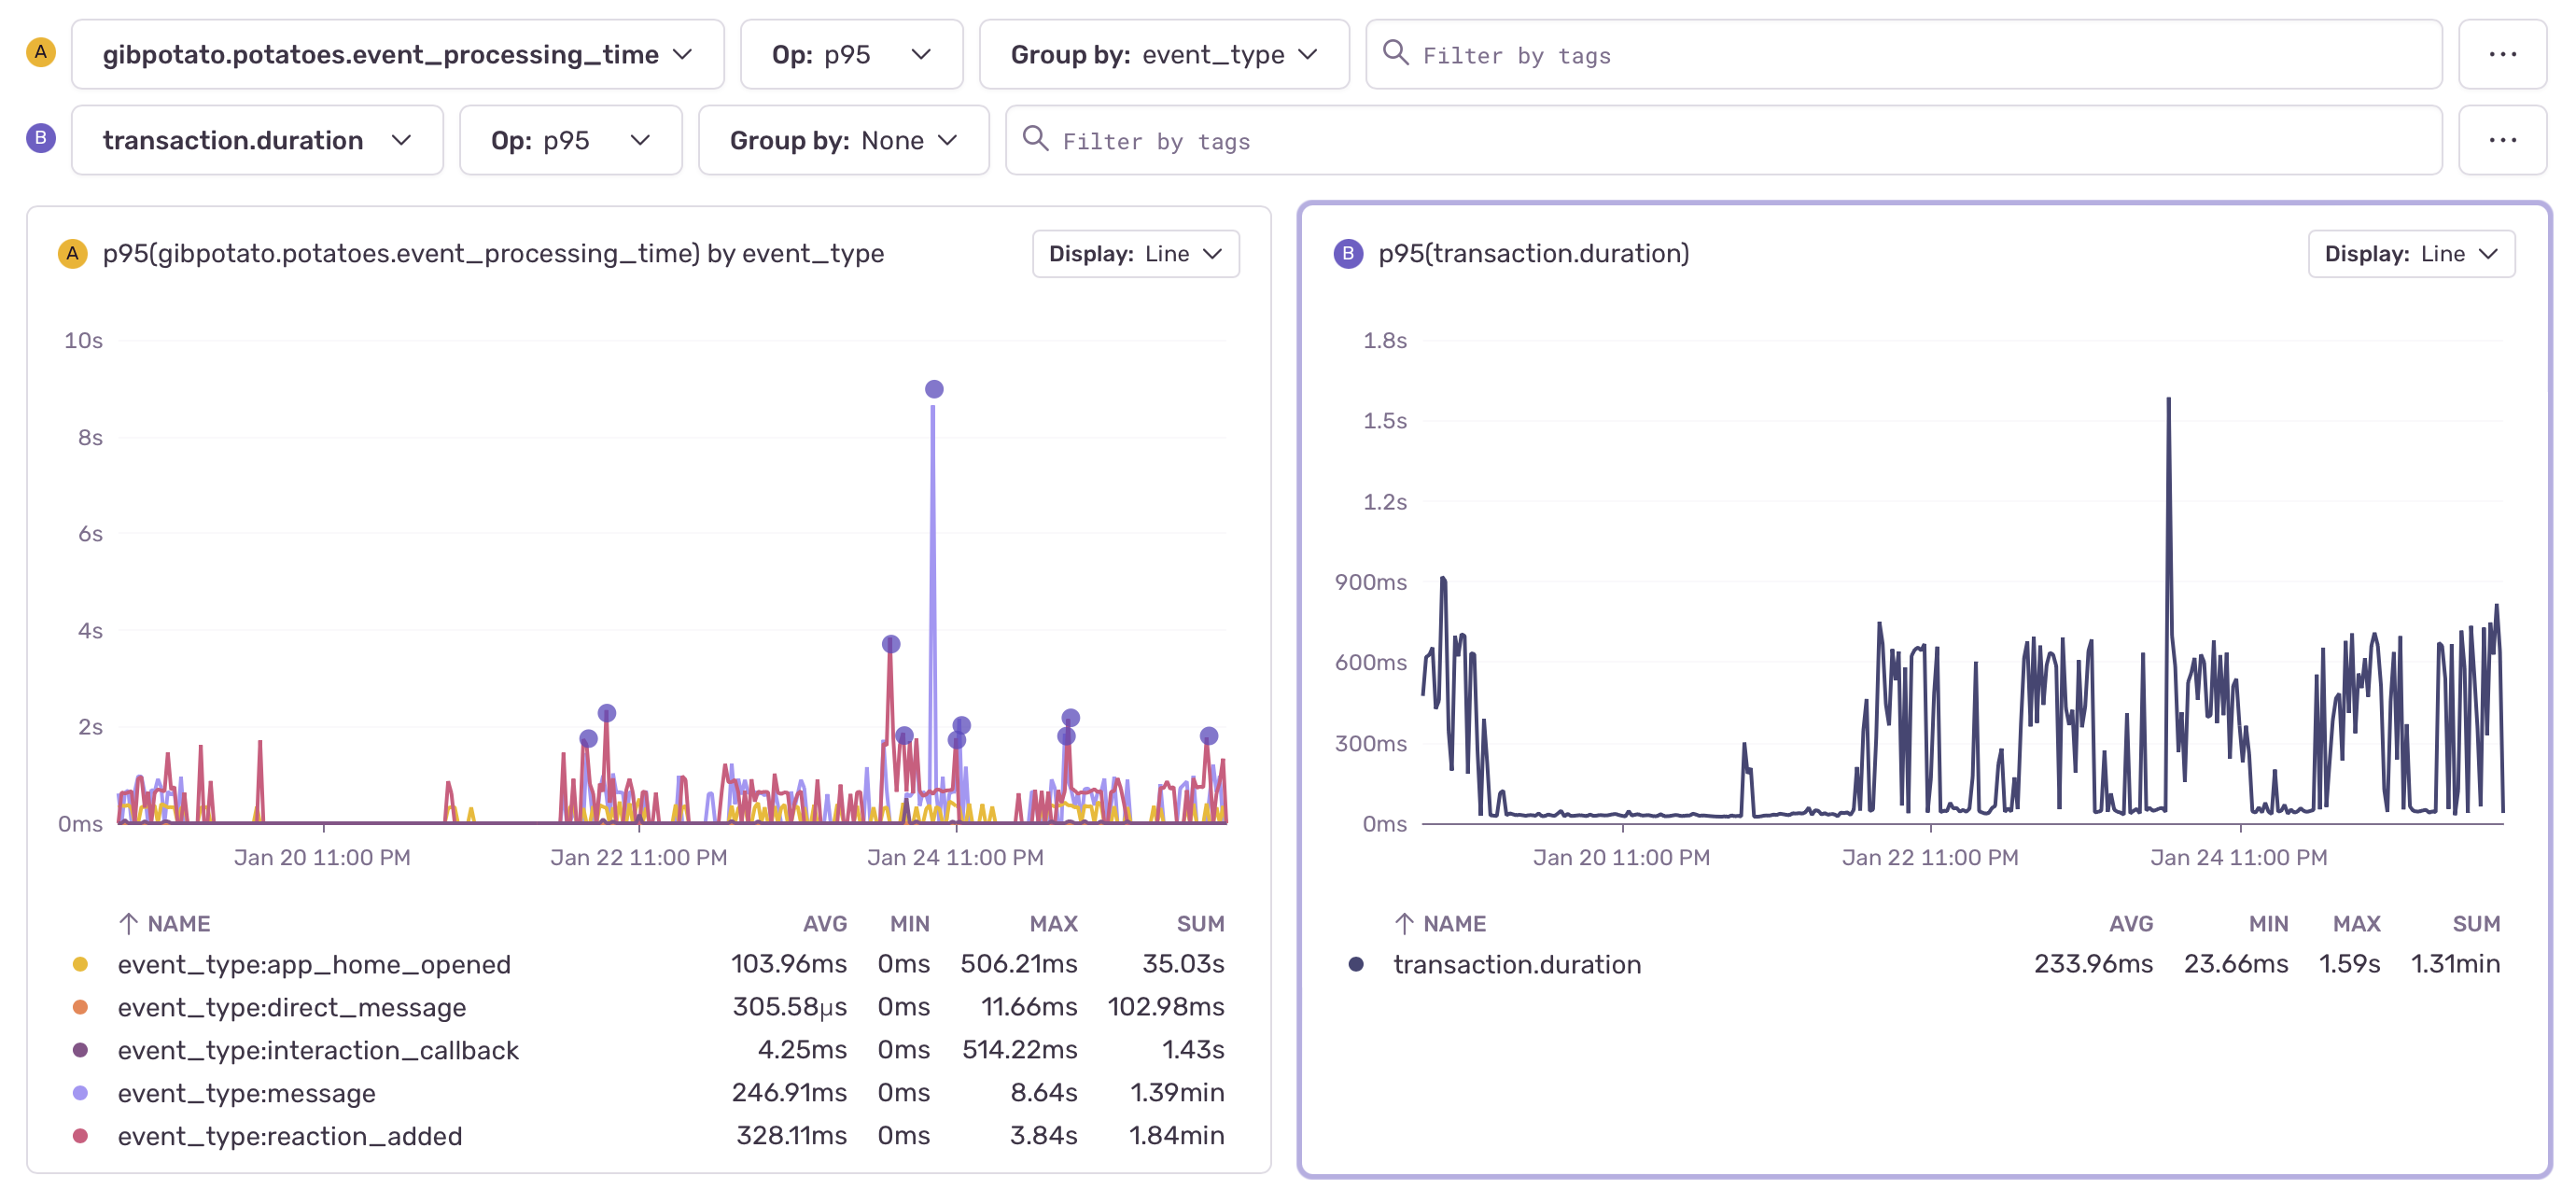 A gibpotato.potatoes.event_processing_time Op: p95 Group by: event_type Filter by tags ...
B transaction.duration Op: p95 Group by: None Filter by tags ...
A p95(gibpotato.potatoes.event_processing_time) by event_type Display: Line
10s
8s
6s
4s
2s
0ms
Jan 20 11:00 PM Jan 22 11:00 PM Jan 24 11:00 PM
↑ NAME AVG MIN MAX SUM
event_type:app_home_opened 103.96ms 0ms 506.21ms 35.03s
event_type:direct_message 305.58µs 0ms 11.66ms 102.98ms
event_type:interaction_callback 4.25ms 0ms 514.22ms 1.43s
event_type:message 246.91ms 0ms 8.64s 1.39min
event_type:reaction_added 328.11ms 0ms 3.84s 1.84min
B p95(transaction.duration) Display: Line
1.8s
1.5s
1.2s
900ms
600ms
300ms
0ms
Jan 20 11:00 PM Jan 22 11:00 PM Jan 24 11:00 PM
↑ NAME AVG MIN MAX SUM
transaction.duration 233.96ms 23.66ms 1.59s 1.31min